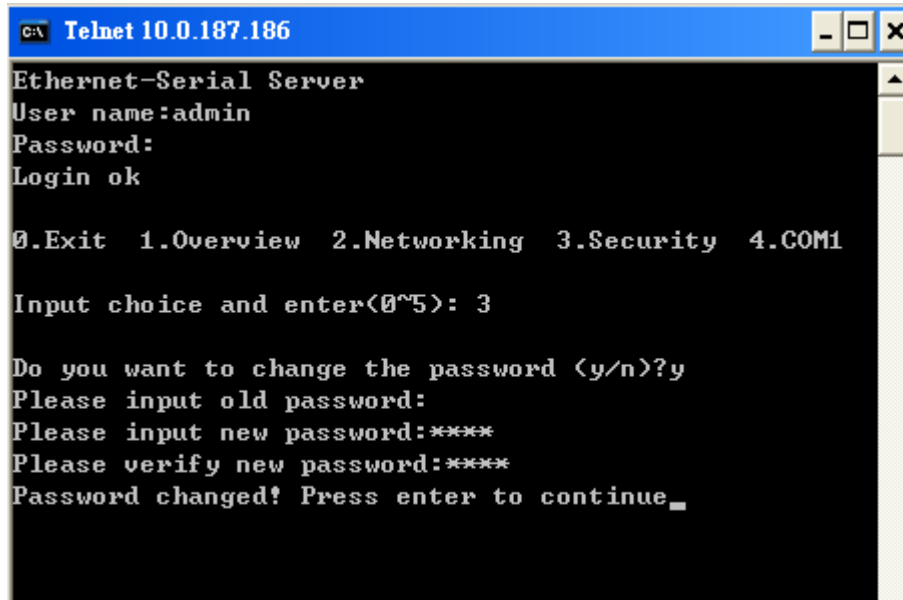 Telnet 10.0.187.186
Ethernet-Serial Server
User name:admin
Password:
Login ok
0.Exit  1.Overview  2.Networking  3.Security  4.COM1
Input choice and enter(0~5): 3
Do you want to change the password (y/n)?y
Please input old password:
Please input new password:****
Please verify new password:****
Password changed! Press enter to continue_